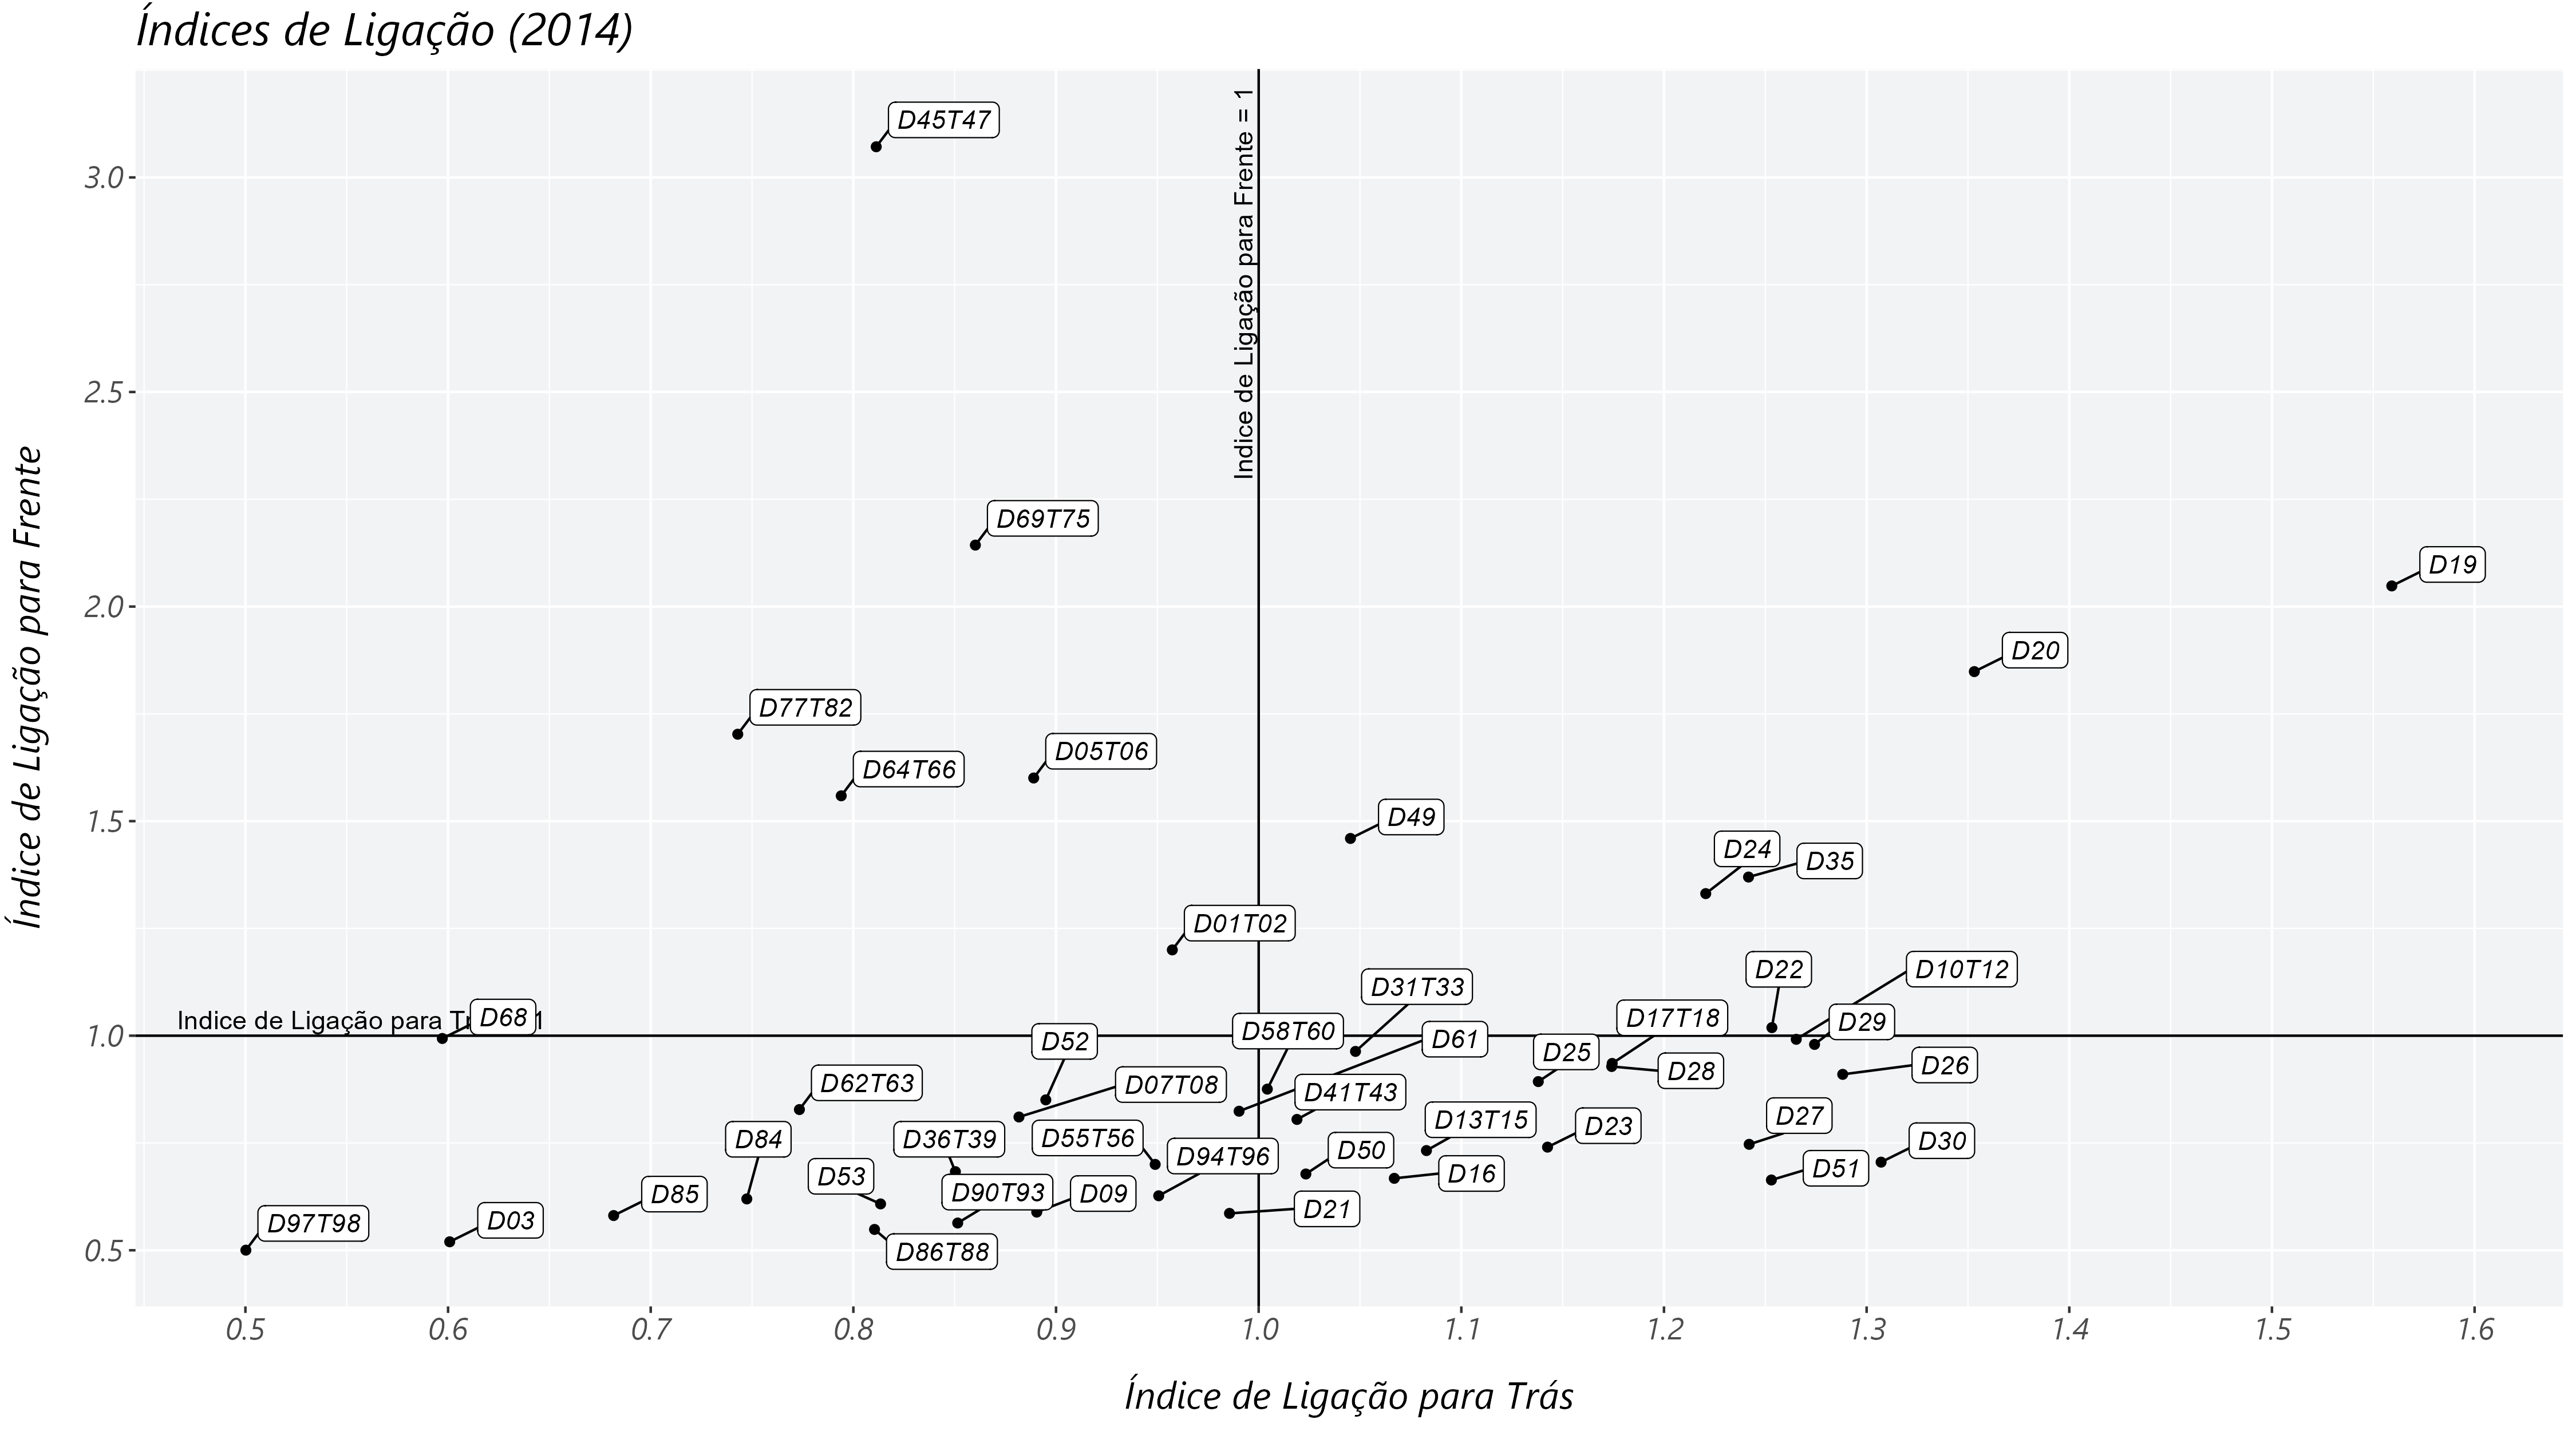 Índices de Ligação (2014)
Índice de Ligação para Frente
3.0
2.5
2.0
1.5
1.0
0.5
Indice de Ligação para Frente = 1
D45T47
D69T75
D19
D20
D77T82
D05T06
D64T66
D49
D24
D35
D01T02
D22
D10T12
D31T33
Indice de Ligação para 1
D68
D17T18
D29
D58T60
D52
D61
D25
D26
D28
D62T63
D07T08
D41T43
D27
D13T15
D23
D84
D36T39
D55T56
D30
D50
D94T96
D51
D16
D53
D90T93
D09
D85
D21
D97T98
D03
D86T88
0.5
0.6
0.7
0.8
0.9
1.0
1.1
1.2
1.3
1.4
1.5
1.6
Índice de Ligação para Trás